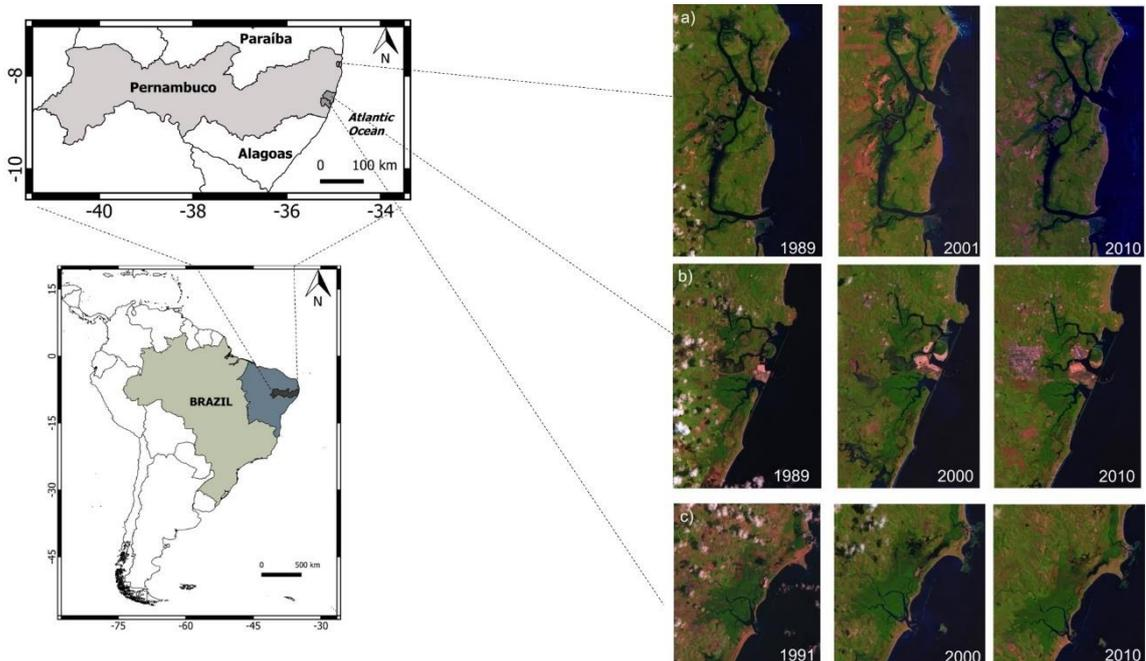 Paraíba
N
Pernambuco
Atlantic
Ocean
Alagoas
0 100 km
-8
-10
-40 -38 -36 -34
N
15
0
-15
-30
-45
BRAZIL
0 500 km
-75 -60 -45 -30
a)
1989
2001
2010
b)
1989
2000
2010
c)
1991
2000
2010